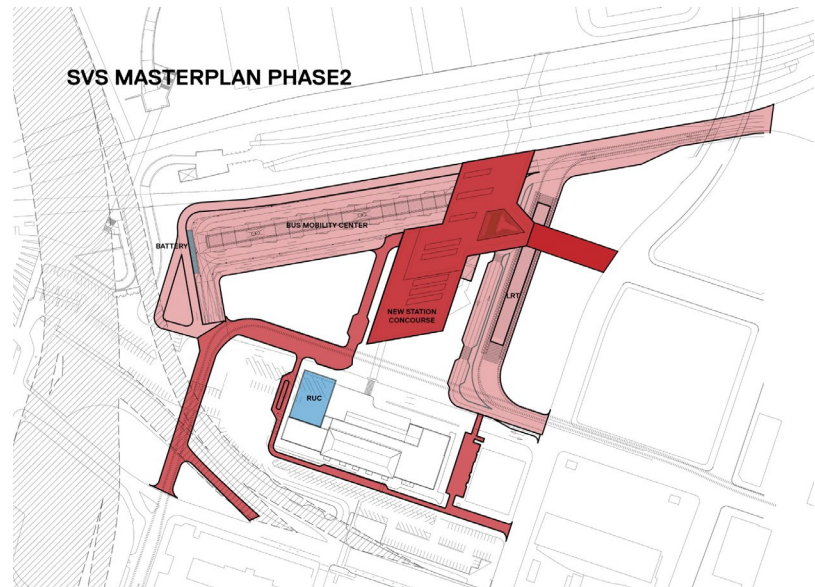 SVS MASTERPLAN PHASE2
BUS MOBILITY CENTER
BATTERY
LRT
NEW STATION
CONCOURSE
RUC